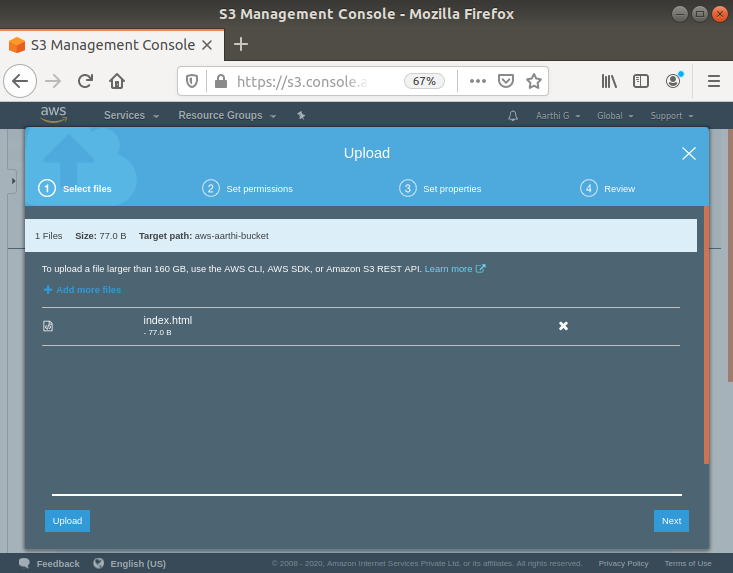 S3 Management Console - Mozilla Firefox
S3 Management Console
https://s3.console.a
67%
aws
Services
Resource Groups
Aarthi G
Global
Support
Upload
1 Select files
2 Set permissions
3 Set properties
4 Review
1 Files Size: 77.0 B Target path: aws-aarthi-bucket
To upload a file larger than 160 GB, use the AWS CLI, AWS SDK, or Amazon S3 REST API. Learn more
Add more files
index.html
- 77.0 B
Upload
Next
Feedback
English (US)
© 2008 - 2020, Amazon Internet Services Private Ltd. or its affiliates. All rights reserved.
Privacy Policy
Terms of Use